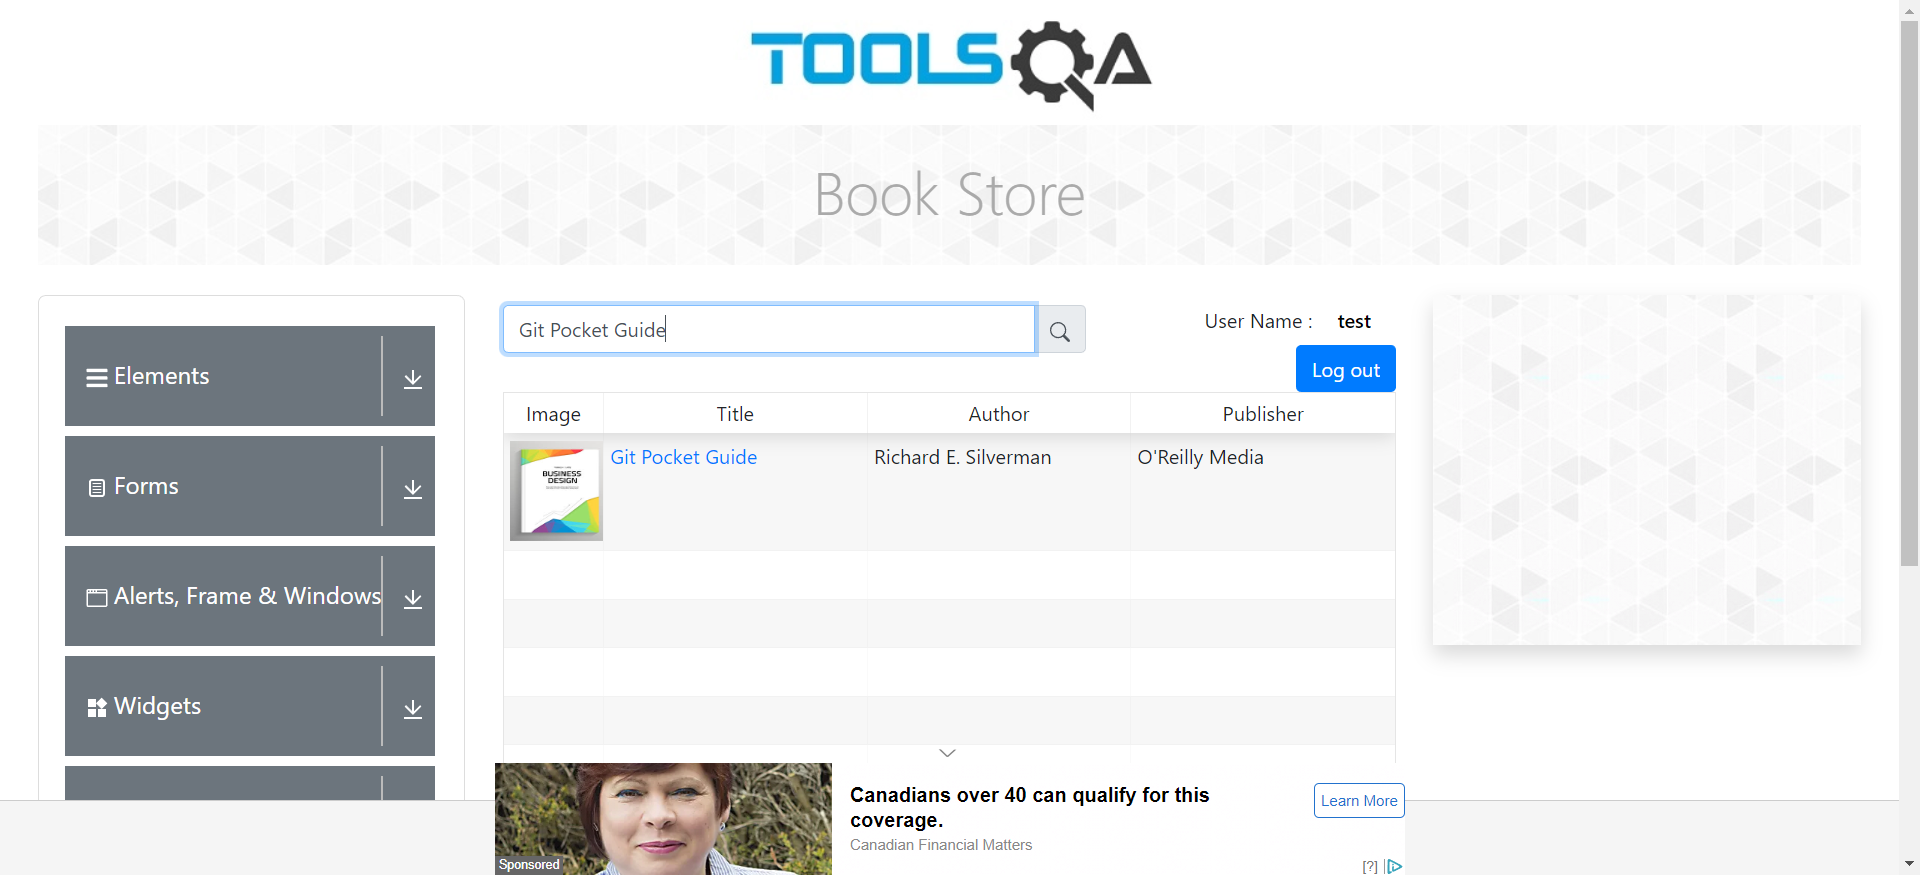 TOOLSQA
Book Store
Elements
Forms
Alerts, Frame & Windows
Widgets
Git Pocket Guide
User Name : test
Log out
Image Title Author Publisher
BUSINESS
DESIGN
Git Pocket Guide Richard E. Silverman O'Reilly Media
Sponsored
Canadians over 40 can qualify for this
coverage.
Canadian Financial Matters
Learn More
[?]